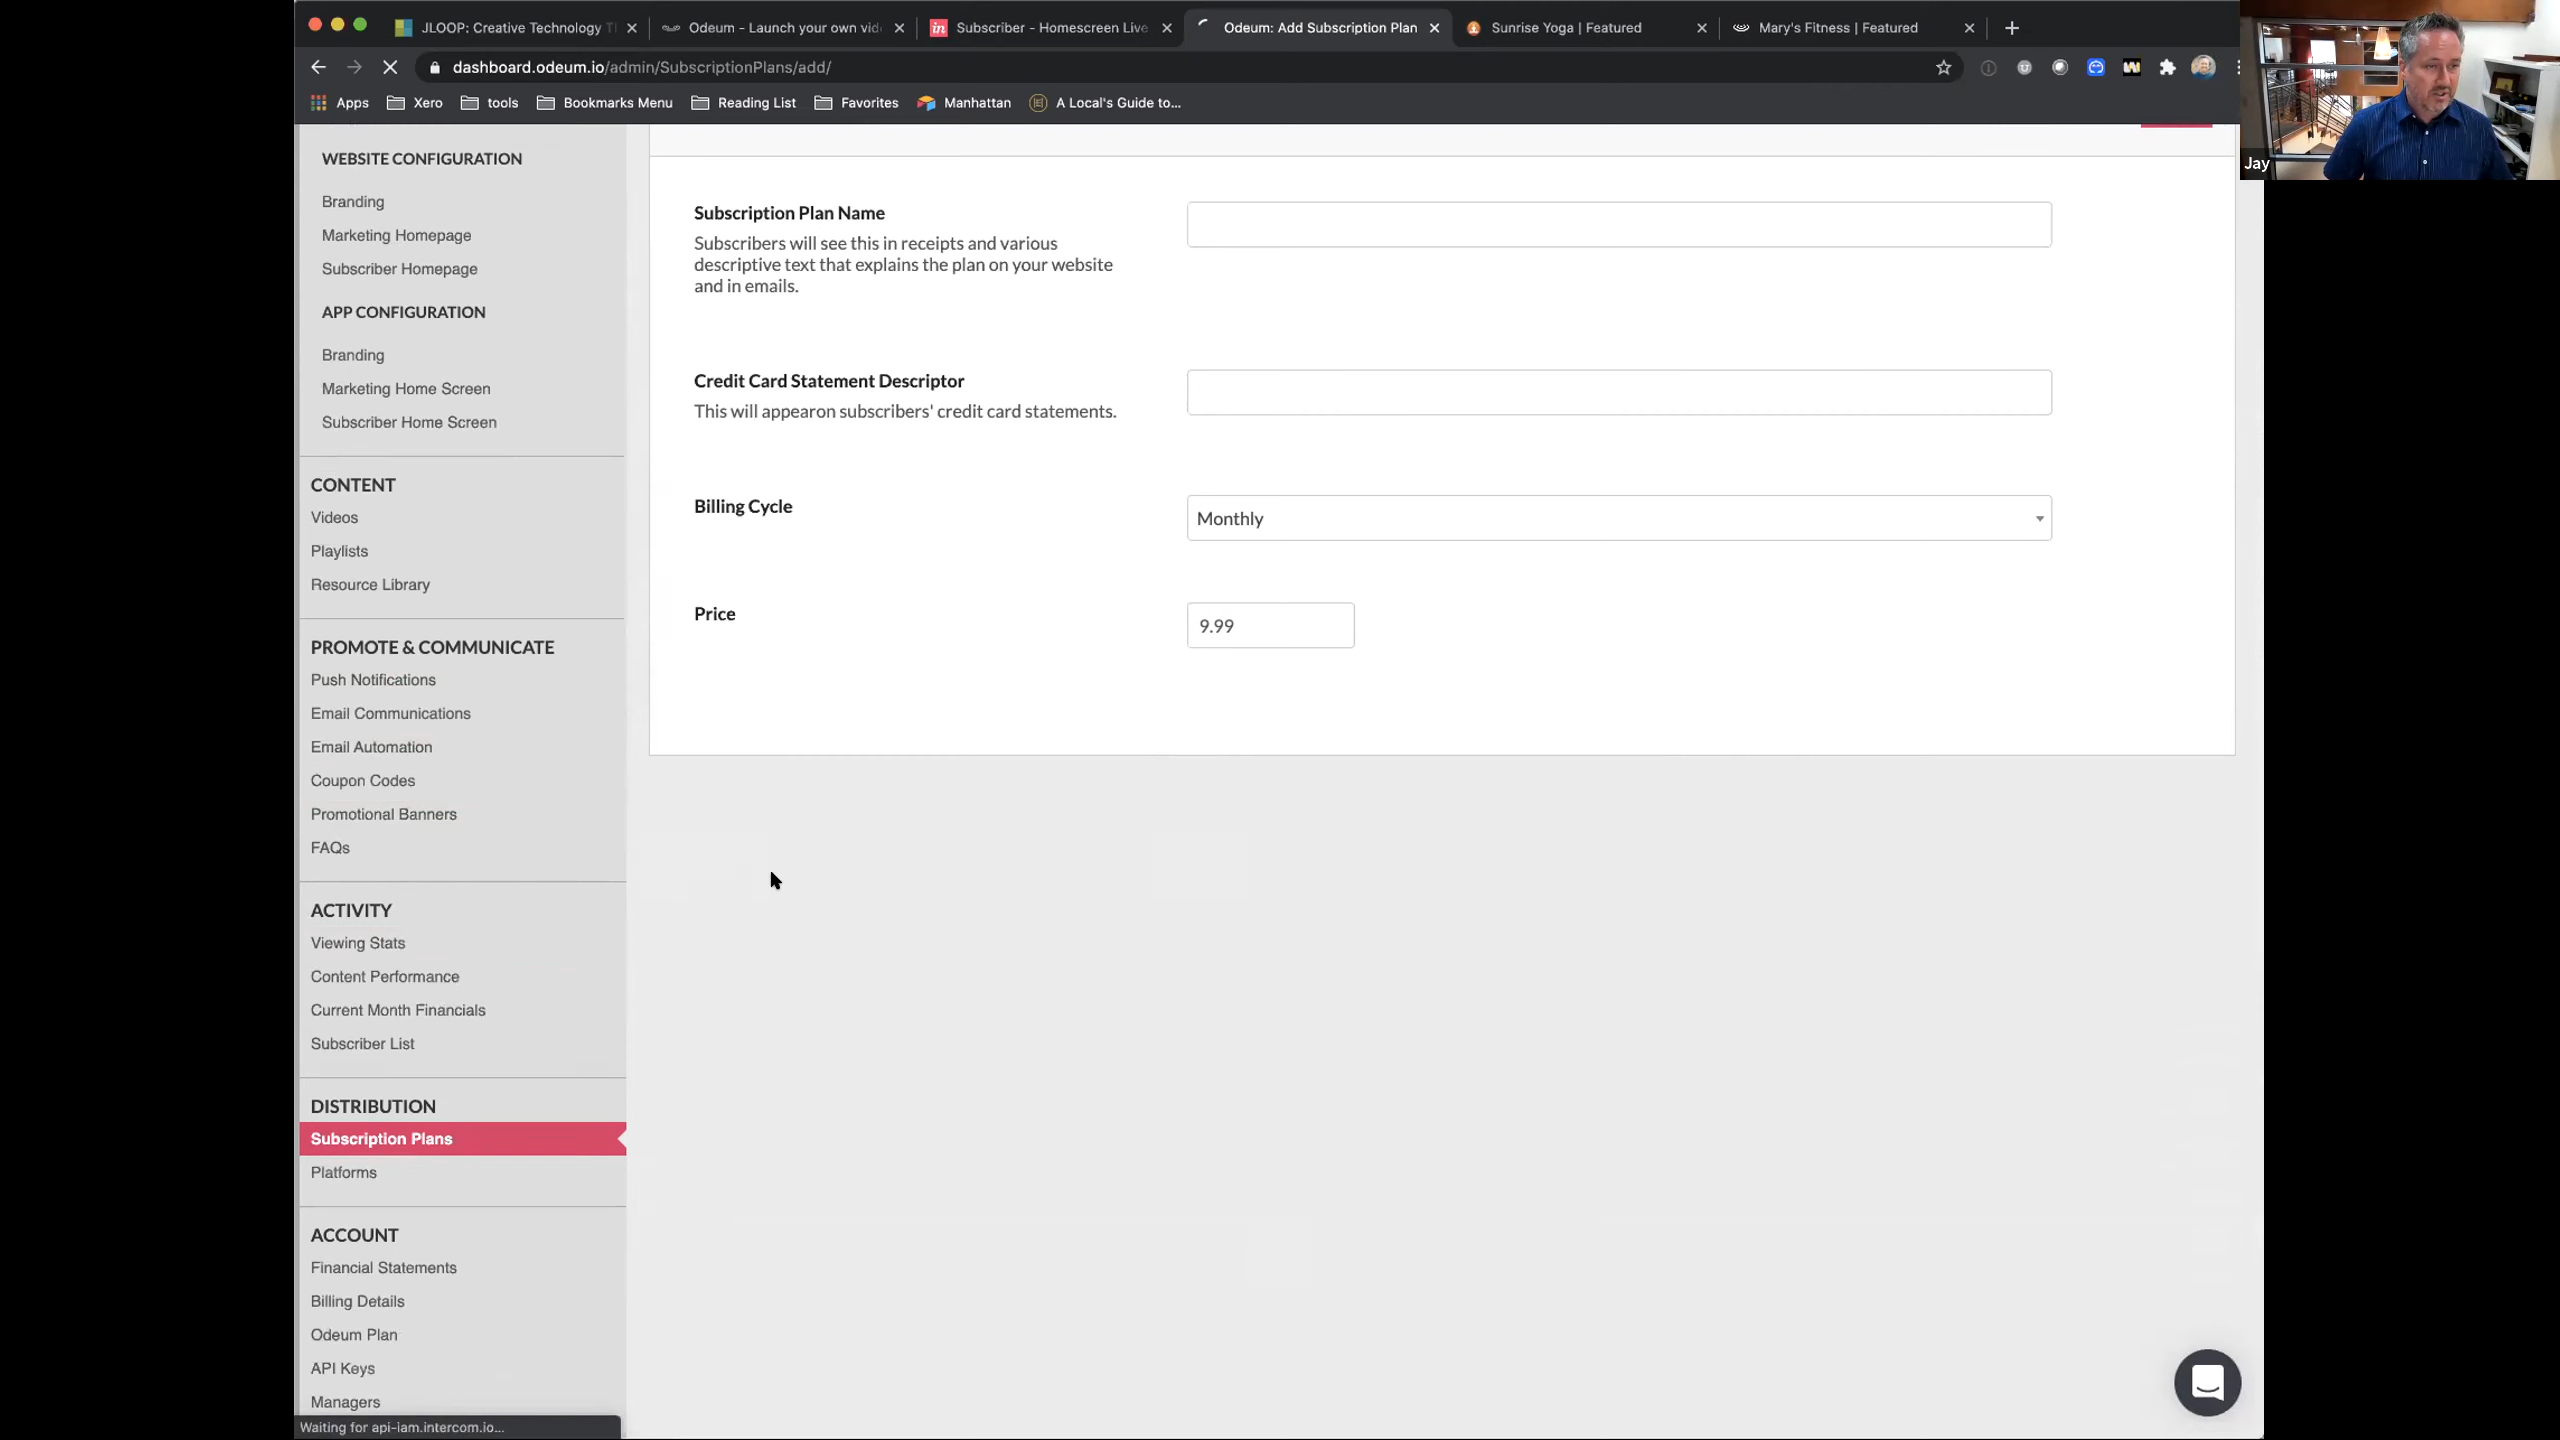 JLOOP: Creative Technology T
Odeum - Launch your own vid
Subscriber - Homescreen Live
Odeum: Add Subscription Plan
Sunrise Yoga | Featured
Mary's Fitness | Featured
dashboard.odeum.io/admin/SubscriptionPlans/add/
Apps
Xero
tools
Bookmarks Menu
Reading List
Favorites
Manhattan
A Local's Guide to...
Jay
WEBSITE CONFIGURATION
Branding
Marketing Homepage
Subscriber Homepage
APP CONFIGURATION
Branding
Marketing Home Screen
Subscriber Home Screen
CONTENT
Videos
Playlists
Resource Library
PROMOTE & COMMUNICATE
Push Notifications
Email Communications
Email Automation
Coupon Codes
Promotional Banners
FAQs
ACTIVITY
Viewing Stats
Content Performance
Current Month Financials
Subscriber List
DISTRIBUTION
Subscription Plans
Platforms
ACCOUNT
Financial Statements
Billing Details
Odeum Plan
API Keys
Managers
Waiting for api-iam.intercom.io...
Subscription Plan Name
Subscribers will see this in receipts and various
descriptive text that explains the plan on your website
and in emails.
Credit Card Statement Descriptor
This will appearon subscribers' credit card statements.
Billing Cycle
Monthly
Price
9.99